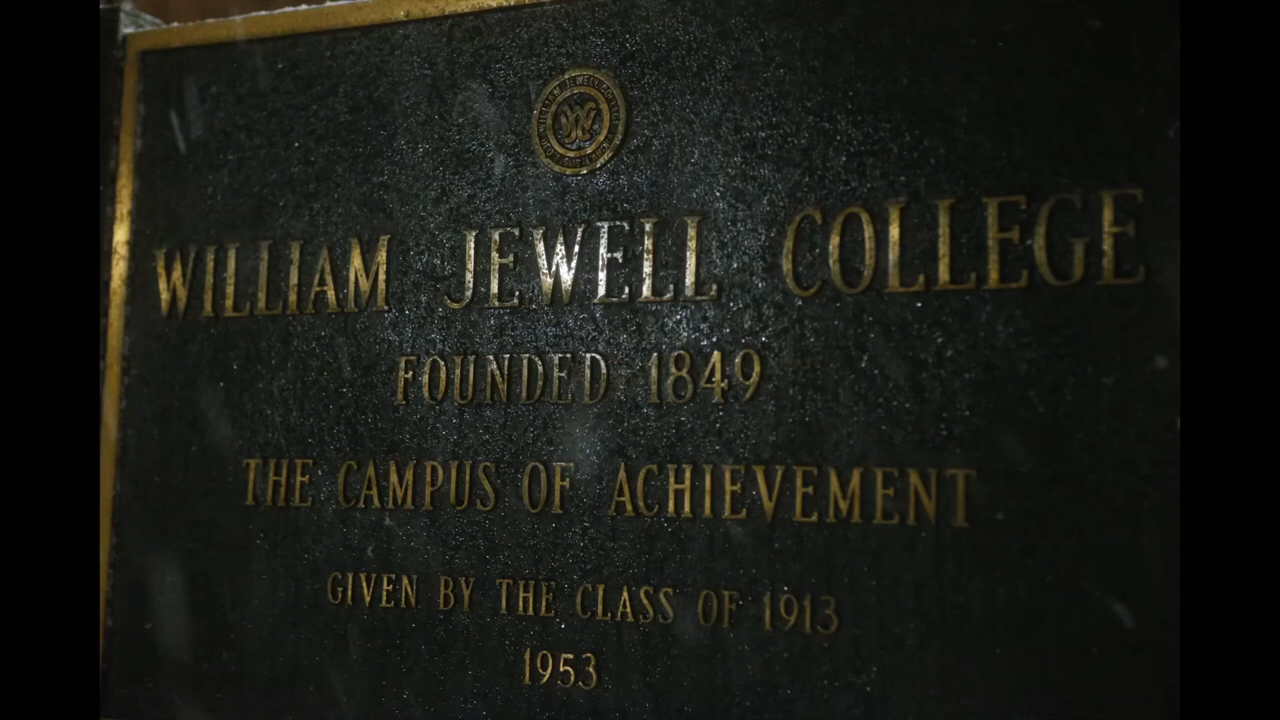 WILLIAM JEWELL COLLEGE
FOUNDED 1849
THE CAMPUS OF ACHIEVEMENT
GIVEN BY THE CLASS OF 1913
1953